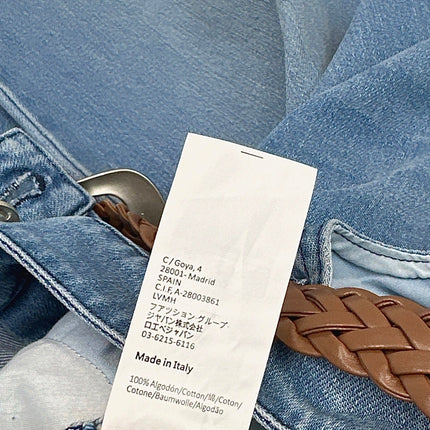 C / Goya, 4
28001- Madrid
SPAIN
C.I.F, A-28003861
LVMH
ファッション グループ
ジャパン株式会社
ロエベジャパン
03-6215-6116
Made in Italy
100% Algodón/Cotton/綿/Coton/
Cotone/Baumwolle/Algodão